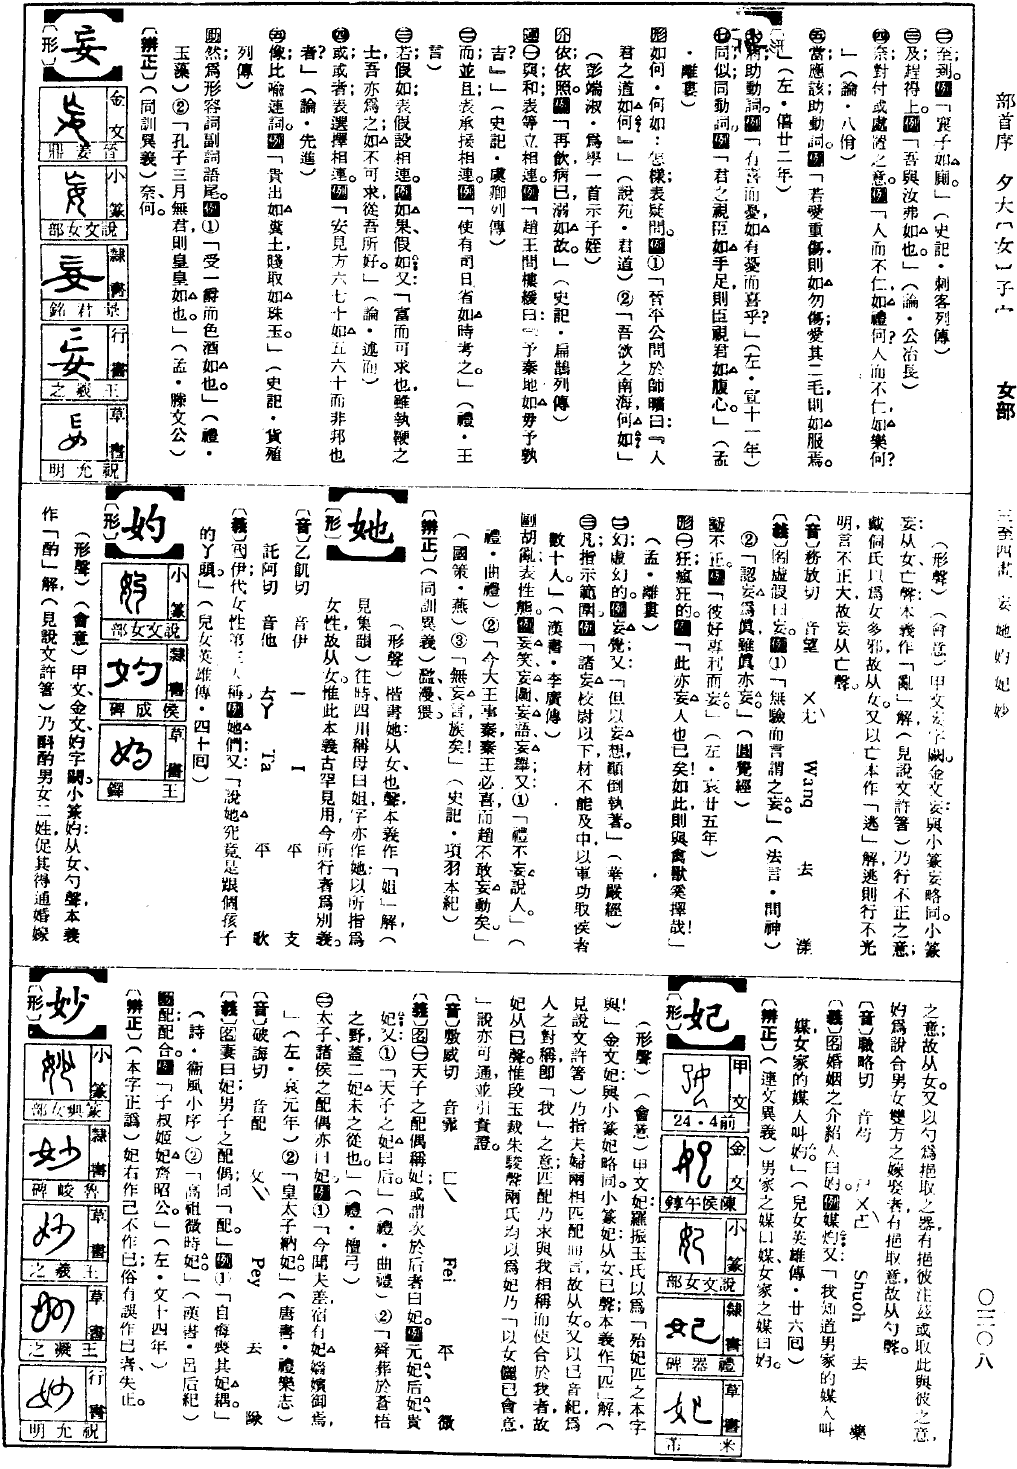 部首序　夕大〔女〕子宀　女部　三至四畫　妄她妁妃妙　〇二〇八
㊁至到。例「襄子如廁。」(史記・刺客列傳)
㊂及;趕得上。例「吾與汝弗如也。」(論・公冶長)
㊃奈;對付或處置之意。例「人而不仁如禮何?人而不仁如樂何?
」(論・八佾)
㊄當;應該;助動詞。例「若愛重傷,則如勿傷;愛其二毛,則如服焉。
」(左・僖廿二年)
助動詞。例「有喜而憂,如有憂而喜乎?」(左・宣十一年)
㊆同;似;同動詞。例「君之視臣如手足,則臣視君如腹心。」(孟
・離婁)
形如何・何如:怎樣;表疑問。例①「晉平公問於師曠曰:『人
君之道如何?』」(說苑・君道)②「吾欲之南海,何如?」
(彭端淑・爲學一首示子姪)
介依;依照。例「再飲病已,溺如故。」(史記・扁鵲列傳)
連㊀與;和;表等立相連。例「趙王問樓緩曰:予秦地如毋予,孰
吉?」(史記・虞卿列傳)
㊁而;並且;表承接相連。例「使有司日省如時考之。」(禮・王
言)
㊂若;假如;表假設相連。例如果、假如;又:「富而可求也,雖執鞭之
士,吾亦爲之;如不可求,從吾所好。」(論・述而)
㊃或;或者;表選擇相連。例「安見方六七十如五六十而非邦也
者?」(論・先進)
㊄像;比喻連詞。例「貴出如糞土,賤取如珠玉。」(史記・貨殖
列傳)
助然;爲形容詞副詞語尾。例①「受一爵而色洒如也。」(禮・
玉藻)②「孔子三月無君則皇皇如也。」(孟・滕文公)
〔辨正〕(同訓異義)奈、何。
妄
〔形〕
金文　晉姜鼎
小篆　說文女部
隸書　景君銘
行書　王羲之
草書　祝允明
(形聲)(會意)甲文妄字闕。金文妄:與小篆妄略同。小篆
妄:从女、亡聲,本義作「亂」解,(見說文許箸)乃行不正之意;
戴侗氏以爲女多邪,故从女。又以亡本作「逃」解,逃則行不光
明,言不正大,故妄从亡聲。
〔音〕務放切　音望　ㄨㄤˋ　Wang　去　漾
〔義〕名虛假曰妄。例①「無驗而言謂之妄。」(法言・問神)
②「認妄爲眞,雖眞亦妄。」(圓覺經)
動不正。例「彼好專利而妄。」(左・哀廿五年)
形㊀狂;瘋狂的。例「此亦妄人也已矣!如此則與禽獸奚擇哉!」
(孟・離婁)
㊁幻;虛幻的。例妄覺;又:「但以妄想,顚倒執著。」(華嚴經)
㊂凡;指示範圍。例「諸妄校尉以下,材不能及中,以軍功取侯者
數十人。」(漢書・李廣傳)
副胡亂;表性態。例妄笑、妄圖、妄語、妄舉;又:①「禮,不妄說人。」(
禮・曲禮)②「今大王事秦,秦王必喜,而趙不敢妄動矣。」
(國策・燕)③「無妄言,族矣!」(史記・項羽本紀)
〔辨正〕(同訓異義)濫、漫、猥。
她
〔形〕
(形聲)楷書她:从女、也聲,本義作「姐」解,(
見集韻)往時四川稱母曰姐,字亦作她;以所指爲
女性,故从女。惟此本義古罕見用,今所行者爲別義。
〔音〕乙飢切　音伊　ㄧ　I　平　支
託阿切　音他　ㄊㄚ　Ta　平　歌
〔義〕代伊;代女性第三人稱。例她們;又:「說她究竟是跟個孩子
的丫頭。」(兒女英雄傳・四十回)
妁
〔形〕
小篆　說文女部
隸書　侯成碑
草書　王鐸
(形聲)(會意)甲文、金文、妁字闕。小篆妁:从女、勺聲,本義
作「酌」解,(見說文許箸)乃斟酌男女二姓,促其得通婚嫁
之意,故从女。又以勺爲挹取之器,有挹彼注玆或取此與彼之意,
妁爲說合男女雙方之嫁娶者,有挹取意,故从勺聲。
〔音〕職略切　音勺　ㄕㄨㄛˋ　Shuoh　去　藥
〔義〕名婚姻之介紹人曰妁。例媒妁;又:「我知道男家的媒人叫
媒,女家的媒人叫妁。」(兒女英雄傳・廿六回)
〔辨正〕(連文異義)男家之媒曰媒、女家之媒曰妁。
妃
〔形〕
甲文　前4・24
金文　陳侯午錞
小篆　說文女部
隸書　禮器碑
草書　米芾
(形聲)(會意)甲文妃:羅振玉氏以爲「殆妃匹之本字
與!」金文妃:與小篆妃略同。小篆妃:从女、己聲,本義作「匹」解,(
見說文許箸)乃指夫婦兩相匹配而言,故从女。又以己音紀,爲
人之對稱,即「我」之意,匹配乃求與我相稱而使合於我者,故
妃从己聲。惟段玉裁朱駿聲兩氏均以爲妃乃「以女儷己會意,
」說亦可通,並引資證。
〔音〕敷威切　音霏　ㄈㄟ　Fei　平　微
〔義〕名㊀天子之配偶稱妃;或謂次於后者曰妃。例元妃、后妃、貴
妃;又:①「天子之妃曰后。」(禮・曲禮)②「舜葬於蒼梧
之野,蓋二妃未之從也。」(禮・檀弓)
㊁太子、諸侯之配偶亦曰妃。例①「今聞夫差宿有妃嬙嬪御焉,
」(左・哀元年)②「皇太子納妃。」(唐書・禮樂志)
〔音〕破誨切　音配　ㄆㄟˋ　Pey　去　隊
〔義〕名妻曰妃;男子之配偶;同「配」。例①「自傷喪其妃耦。」
(詩・衞風小序)②「高祖微時妃。」(漢書・呂后紀)
動配;配合。例「子叔姬妃齊昭公。」(左・文十四年)
〔辨正〕(本字正譌)妃:右作己不作已;俗有誤作巳者,失正。
妙
〔形〕
小篆　篆典女部
隸書　魯峻碑
草書　王羲之
草書　王凝之
行書　祝允明